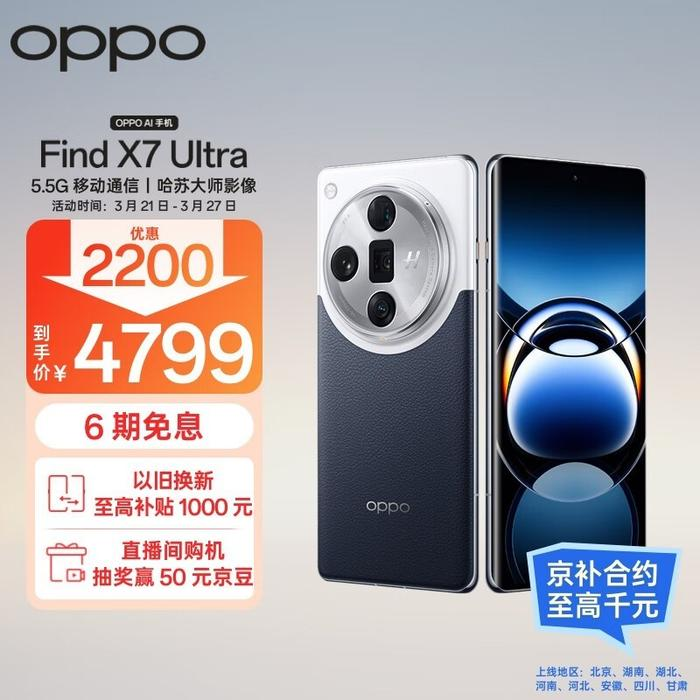 oppo
OPPO AI 手机
Find X7 Ultra
5.5G 移动通信丨哈苏大师影像
活动时间：3 月 21 日 - 3 月 27 日
优惠
2200
到手价 ¥ 4799
6 期免息
以旧换新
至高补贴 1000 元
直播间购机
抽奖赢 50 元京豆
H
oppo
京补合约
至高千元
上线地区：北京、湖南、湖北、
河南、河北、安徽、四川、甘肃